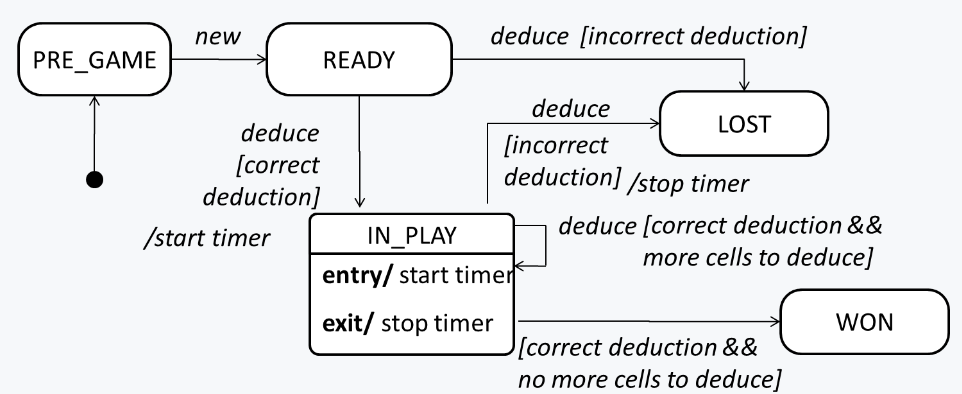 new
deduce [incorrect deduction]
PRE_GAME
READY
deduce
LOST
deduce
[correct
deduction]
[incorrect
deduction] /stop timer
/start timer
IN_PLAY
deduce [correct deduction &&
more cells to deduce]
entry/ start timer
exit/ stop timer
WON
[correct deduction &&
no more cells to deduce]